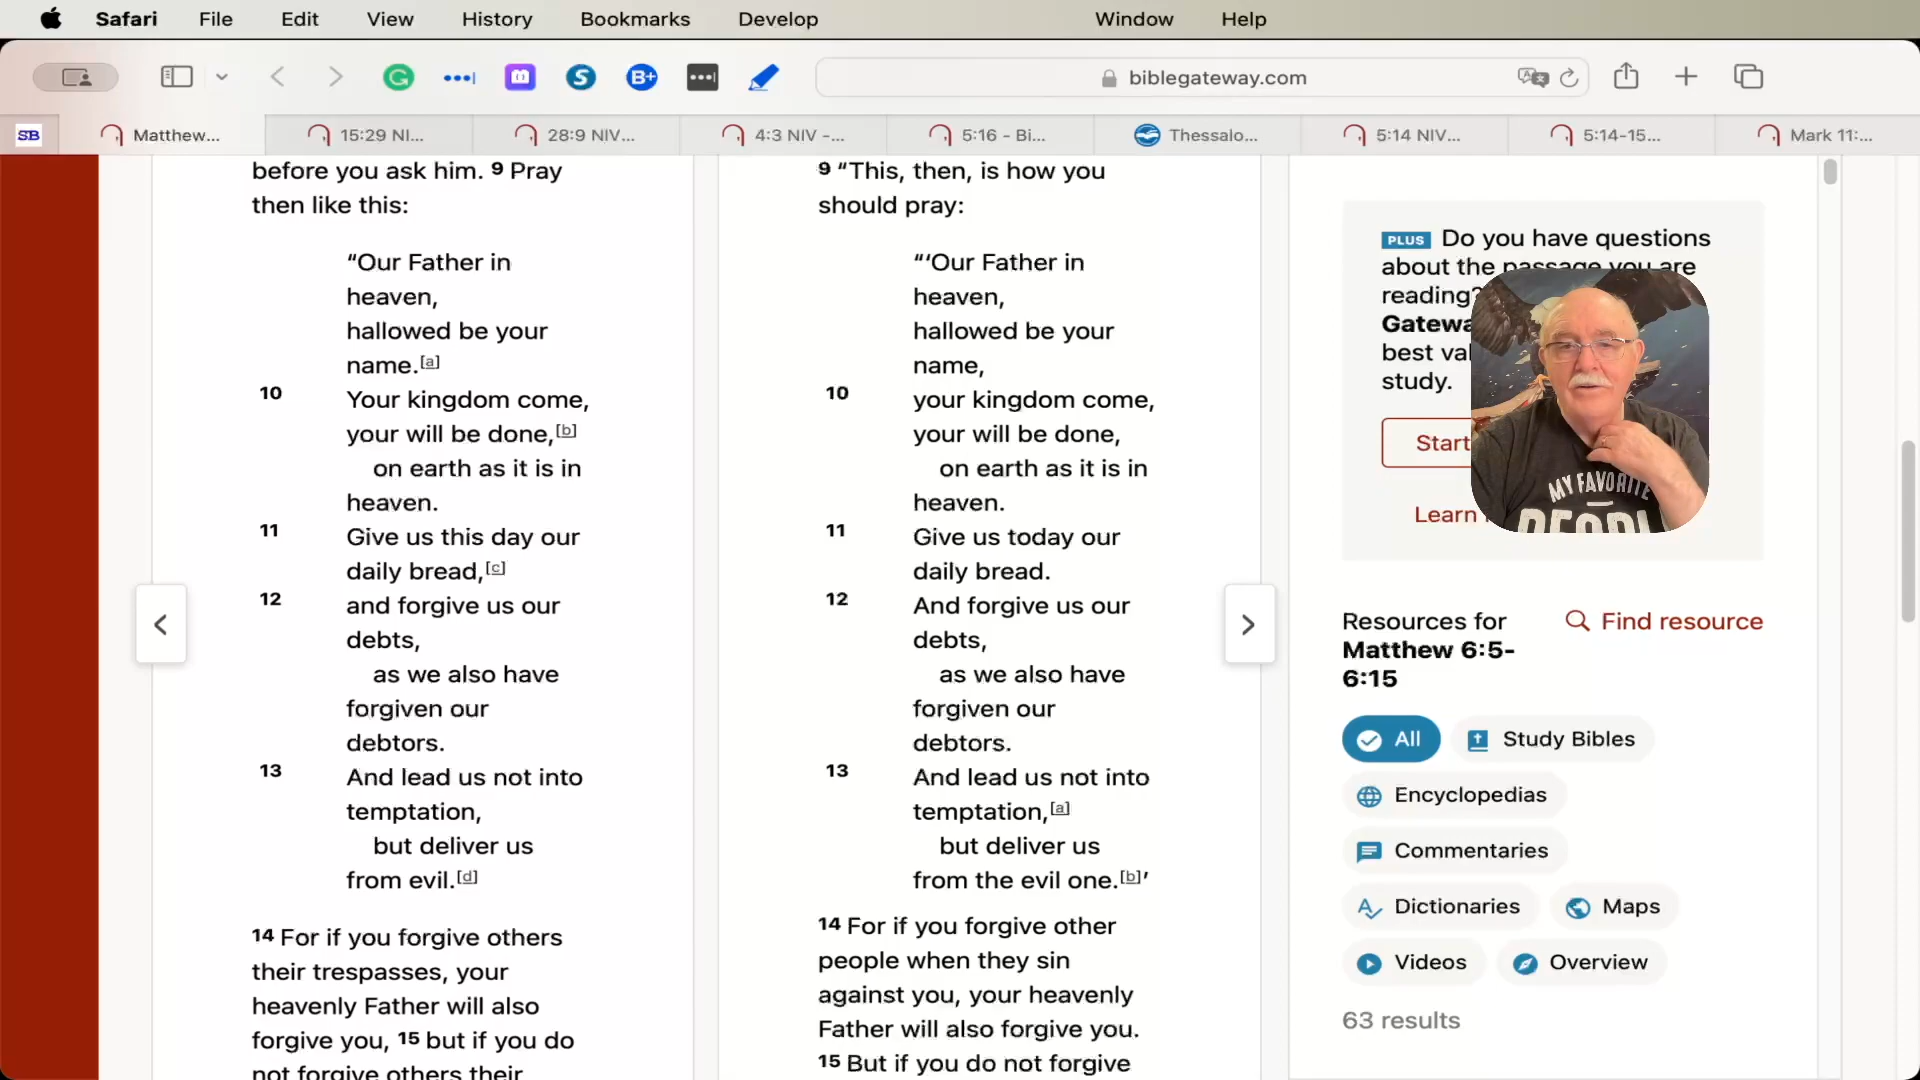 Safari File Edit View History Bookmarks Develop Window Help
biblegateway.com
SB Matthew... 15:29 NI... 28:9 NIV... 4:3 NIV -... 5:16 - Bi... Thessalo... 5:14 NIV... 5:14-15... Mark 11:...
before you ask him. 9 Pray
then like this:
“Our Father in
heaven,
hallowed be your
name.[a]
10 Your kingdom come,
your will be done,[b]
on earth as it is in
heaven.
11 Give us this day our
daily bread,[c]
12 and forgive us our
debts,
as we also have
forgiven our
debtors.
13 And lead us not into
temptation,
but deliver us
from evil.[d]
14 For if you forgive others
their trespasses, your
heavenly Father will also
forgive you, 15 but if you do
not forgive others their
9 “This, then, is how you
should pray:
“‘Our Father in
heaven,
hallowed be your
name,
10 your kingdom come,
your will be done,
on earth as it is in
heaven.
11 Give us today our
daily bread.
12 And forgive us our
debts,
as we also have
forgiven our
debtors.
13 And lead us not into
temptation,[a]
but deliver us
from the evil one.[b]’
14 For if you forgive other
people when they sin
against you, your heavenly
Father will also forgive you.
15 But if you do not forgive
PLUS Do you have questions
about the passage you are
reading?
Gatewa
best val
study.
Start
Learn
MY FAVORITE
Resources for
Matthew 6:5-
6:15
Find resource
All Study Bibles
Encyclopedias
Commentaries
Dictionaries Maps
Videos Overview
63 results